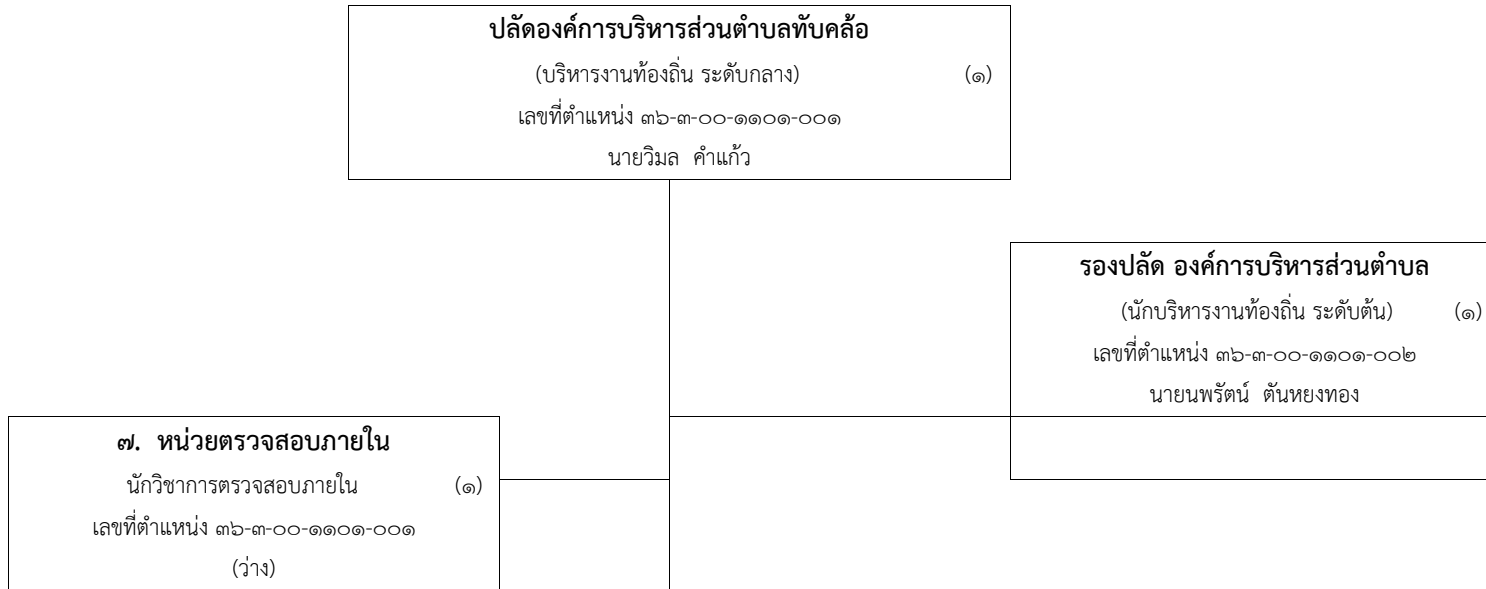 ปลัดองค์การบริหารส่วนตำบลทับคล้อ
(บริหารงานท้องถิ่น ระดับกลาง) (๑)
เลขที่ตำแหน่ง ๓๖-๓-๐๐-๑๑๐๑-๐๐๑
นายวิมล คำแก้ว
รองปลัด องค์การบริหารส่วนตำบล
(นักบริหารงานท้องถิ่น ระดับต้น) (๑)
เลขที่ตำแหน่ง ๓๖-๓-๐๐-๑๑๐๑-๐๐๒
นายนพรัตน์ ตันหยงทอง
๗. หน่วยตรวจสอบภายใน
นักวิชาการตรวจสอบภายใน (๑)
เลขที่ตำแหน่ง ๓๖-๓-๐๐-๑๑๐๑-๐๐๑
(ว่าง)